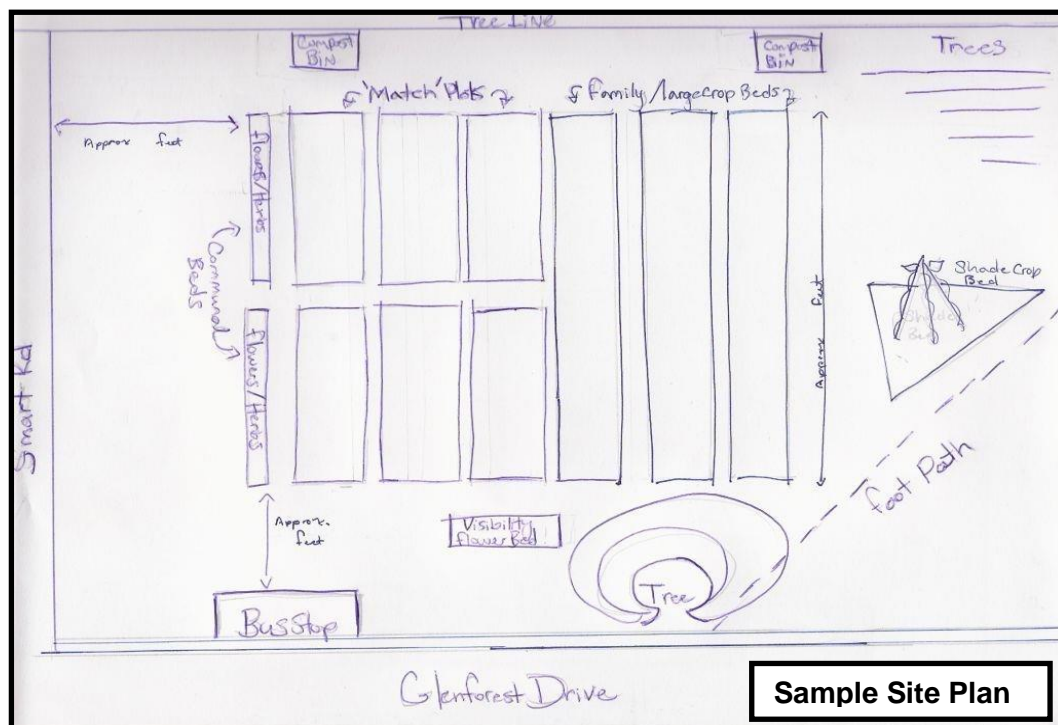 Tree Line
Compost
BiN
Compost
BiN
Trees
'Match' Plots
Family / large crop Beds
Approx feet
flowers/Herbs
Communal
Beds
flowers/Herbs
Smart Rd
Approx feet
Shade Crop
Bed
Shade
Bed
foot Path
Approx.
feet
Visibility
flower Bed
Tree
Bus Stop
Glenforest Drive
Sample Site Plan